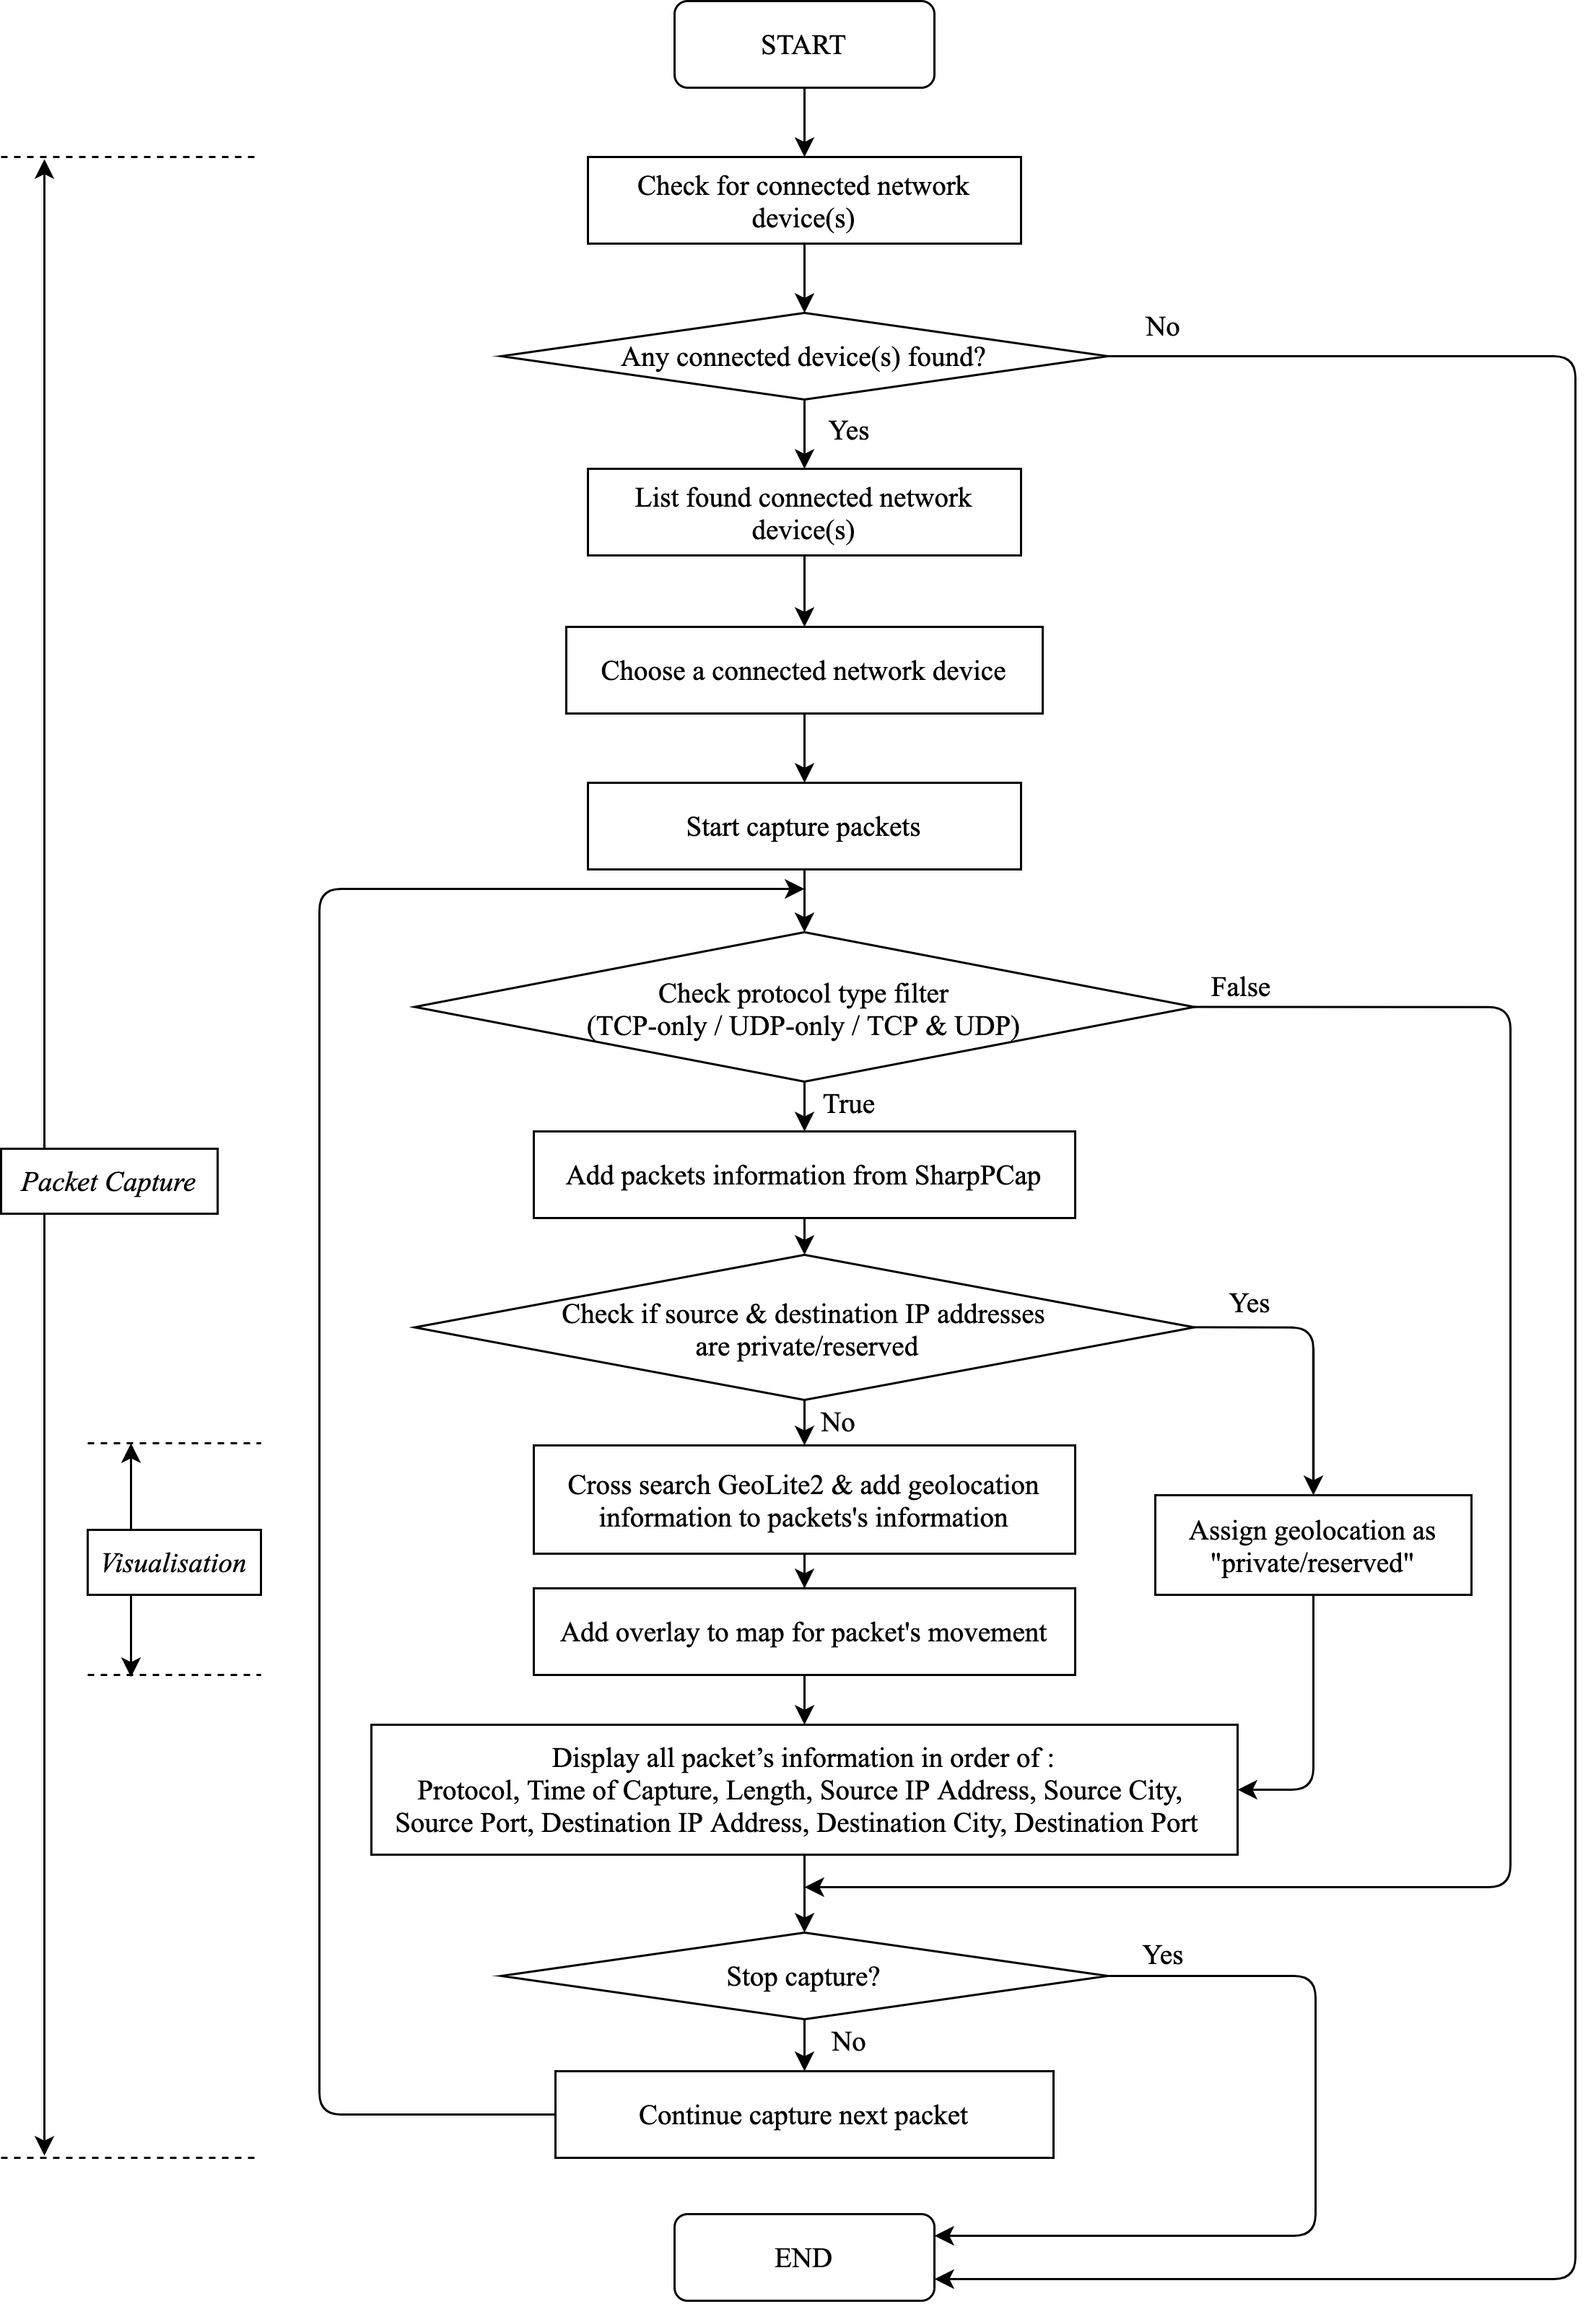 START
Check for connected network
device(s)
No
Any connected device(s) found?
Yes
List found connected network
device(s)
Choose a connected network device
Start capture packets
False
Check protocol type filter
(TCP-only / UDP-only / TCP & UDP)
True
Add packets information from SharpPCap
Packet Capture
Yes
Check if source & destination IP addresses
are private/reserved
No
Cross search GeoLite2 & add geolocation
information to packets's information
Assign geolocation as
"private/reserved"
Visualisation
Add overlay to map for packet's movement
Display all packet’s information in order of :
Protocol, Time of Capture, Length, Source IP Address, Source City,
Source Port, Destination IP Address, Destination City, Destination Port
Yes
Stop capture?
No
Continue capture next packet
END